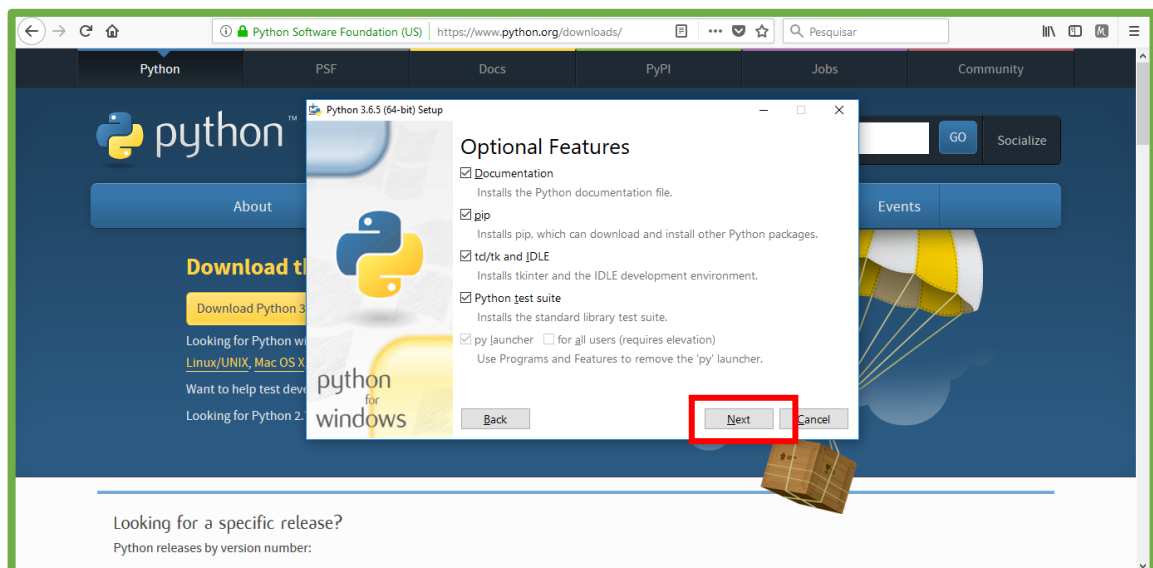 Python Software Foundation (US) https://www.python.org/downloads/ Pesquisar
Python PSF Docs PyPI Jobs Community
python™
GO Socialize
About Events
Python 3.6.5 (64-bit) Setup
Optional Features
Documentation
Installs the Python documentation file.
pip
Installs pip, which can download and install other Python packages.
tcl/tk and IDLE
Installs tkinter and the IDLE development environment.
Python test suite
Installs the standard library test suite.
py launcher for all users (requires elevation)
Use Programs and Features to remove the 'py' launcher.
python
for
windows
Back Next Cancel
Download th
Download Python 3
Looking for Python wi
Linux/UNIX, Mac OS X
Want to help test deve
Looking for Python 2.
Looking for a specific release?
Python releases by version number: